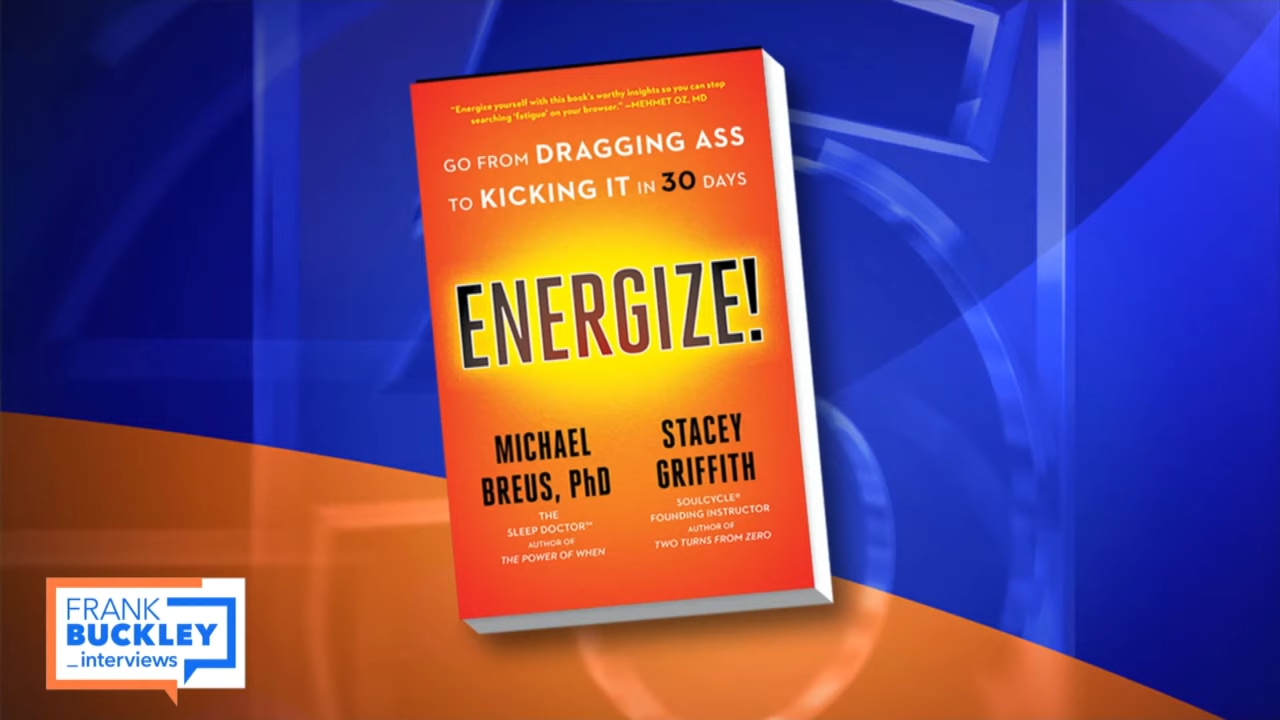 "Energize yourself with this book's worthy insights so you can stop
searching 'fatigue' on your browser." —MEHMET OZ, MD
GO FROM DRAGGING ASS
TO KICKING IT IN 30 DAYS
ENERGIZE!
MICHAEL
BREUS, PhD
THE
SLEEP DOCTOR™
AUTHOR OF
THE POWER OF WHEN
STACEY
GRIFFITH
SOULCYCLE®
FOUNDING INSTRUCTOR
AUTHOR OF
TWO TURNS FROM ZERO
FRANK
BUCKLEY
_interviews